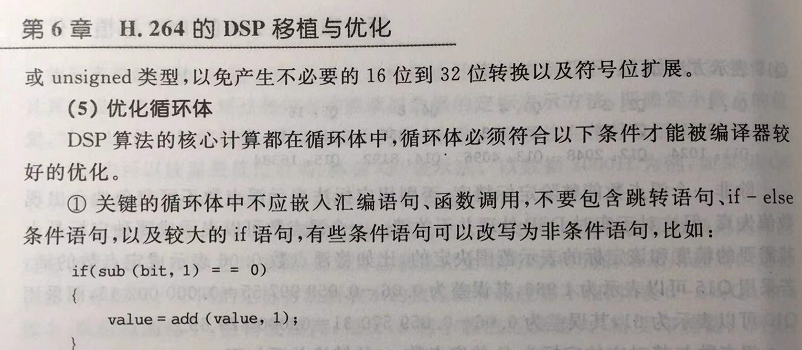 第 6 章 H. 264 的 DSP 移植与优化
或 unsigned 类型,以免产生不必要的 16 位到 32 位转换以及符号位扩展。
(5) 优化循环体
DSP 算法的核心计算都在循环体中,循环体必须符合以下条件才能被编译器较
好的优化。
① 关键的循环体中不应嵌入汇编语句、函数调用,不要包含跳转语句、if - else
条件语句,以及较大的 if 语句,有些条件语句可以改写为非条件语句,比如:
if(sub (bit, 1) = = 0)
{
value = add (value, 1);
}